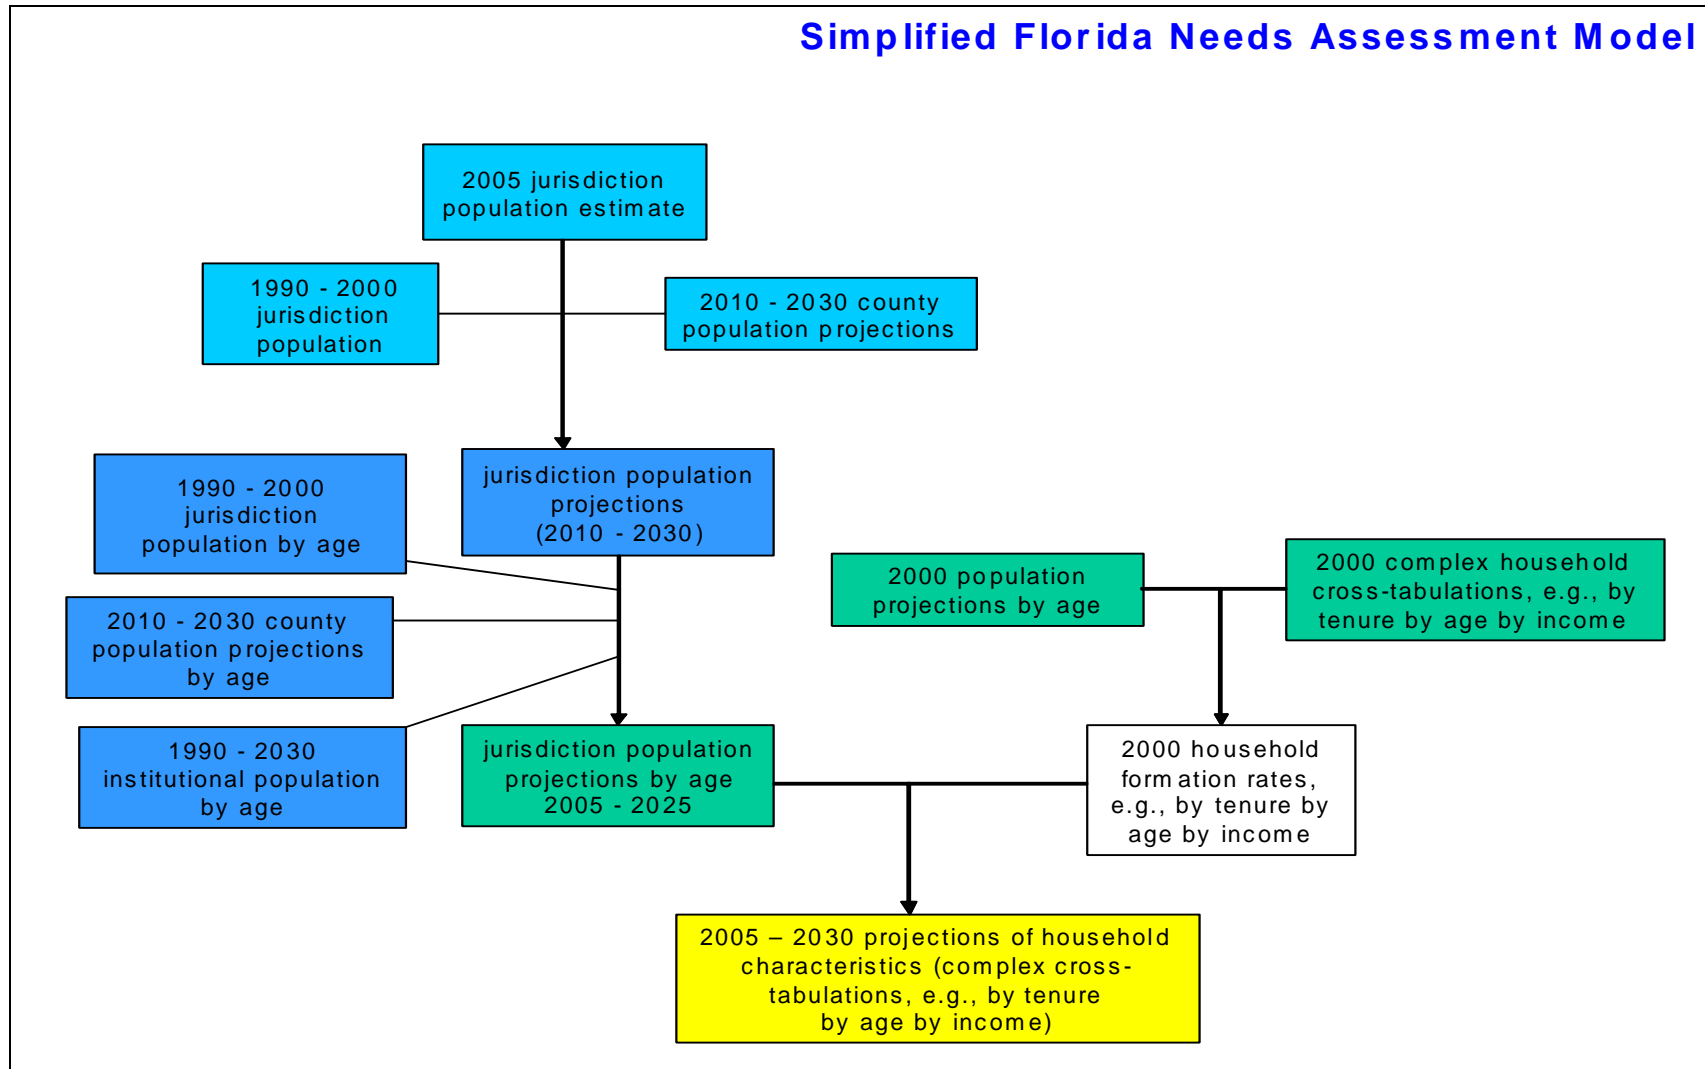 Simplified Florida Needs Assessment Model
2005 jurisdiction
population estimate
1990 - 2000
jurisdiction
population
2010 - 2030 county
population projections
1990 - 2000
jurisdiction
population by age
jurisdiction population
projections
(2010 - 2030)
2010 - 2030 county
population projections
by age
2000 population
projections by age
2000 complex household
cross-tabulations, e.g., by
tenure by age by income
1990 - 2030
institutional population
by age
jurisdiction population
projections by age
2005 - 2025
2000 household
formation rates,
e.g., by tenure by
age by income
2005 – 2030 projections of household
characteristics (complex cross-
tabulations, e.g., by tenure
by age by income)